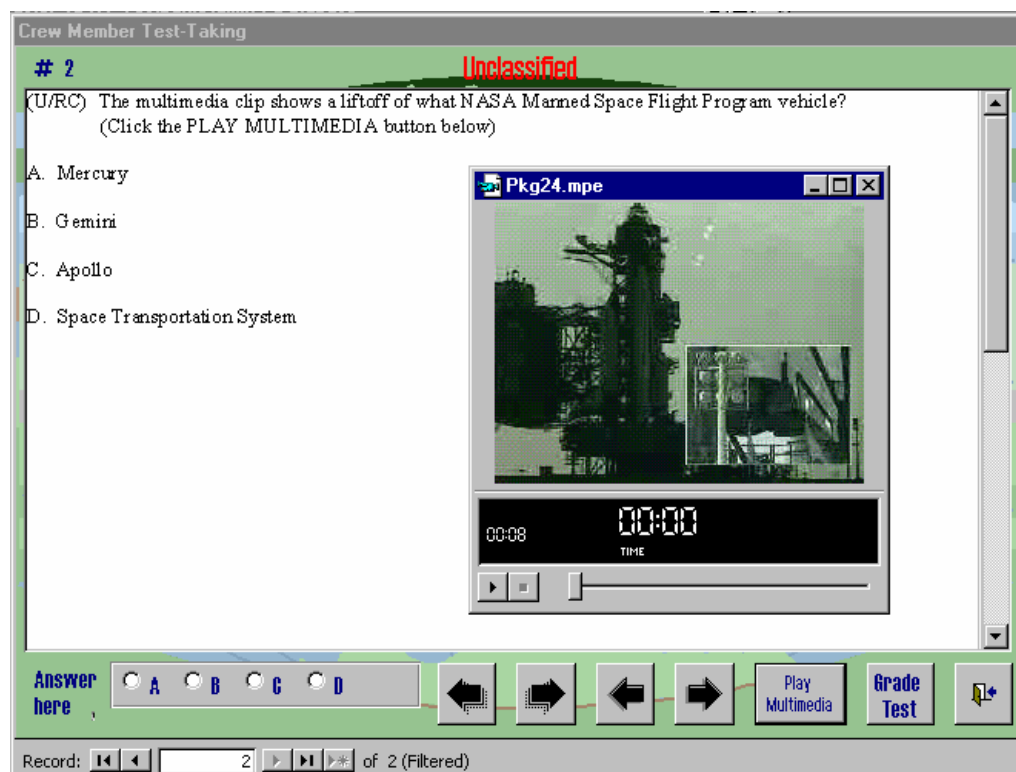 Crew Member Test-Taking
# 2
Unclassified
(U/RC) The multimedia clip shows a liftoff of what NASA Manned Space Flight Program vehicle?
(Click the PLAY MULTIMEDIA button below)
A. Mercury
B. Gemini
C. Apollo
D. Space Transportation System
Pkg24.mpe
00:08
00:00
TIME
Answer here ,
A B C D
Play Multimedia
Grade Test
Record: 2 of 2 (Filtered)